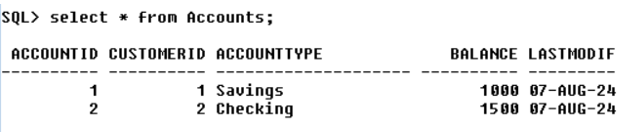 SQL> select * from Accounts;
ACCOUNTID CUSTOMERID ACCOUNTTYPE BALANCE LASTMODIF
---------- ---------- -------------------- ---------- ---------
1 1 Savings 1000 07-AUG-24
2 2 Checking 1500 07-AUG-24